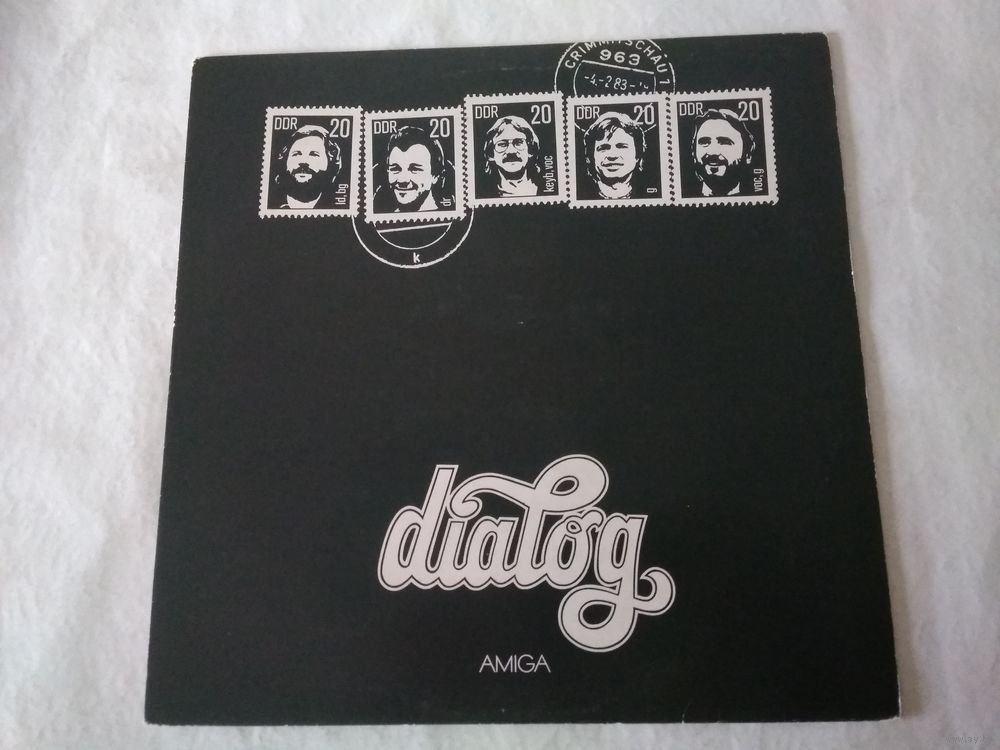 CRIMMITSCHAU 1
963
-4.-2.83-
DDR 20
ld, bg
DDR 20
dr
DDR 20
keyb, voc
DDR 20
g
DDR 20
voc, g
k
dialog
AMIGA